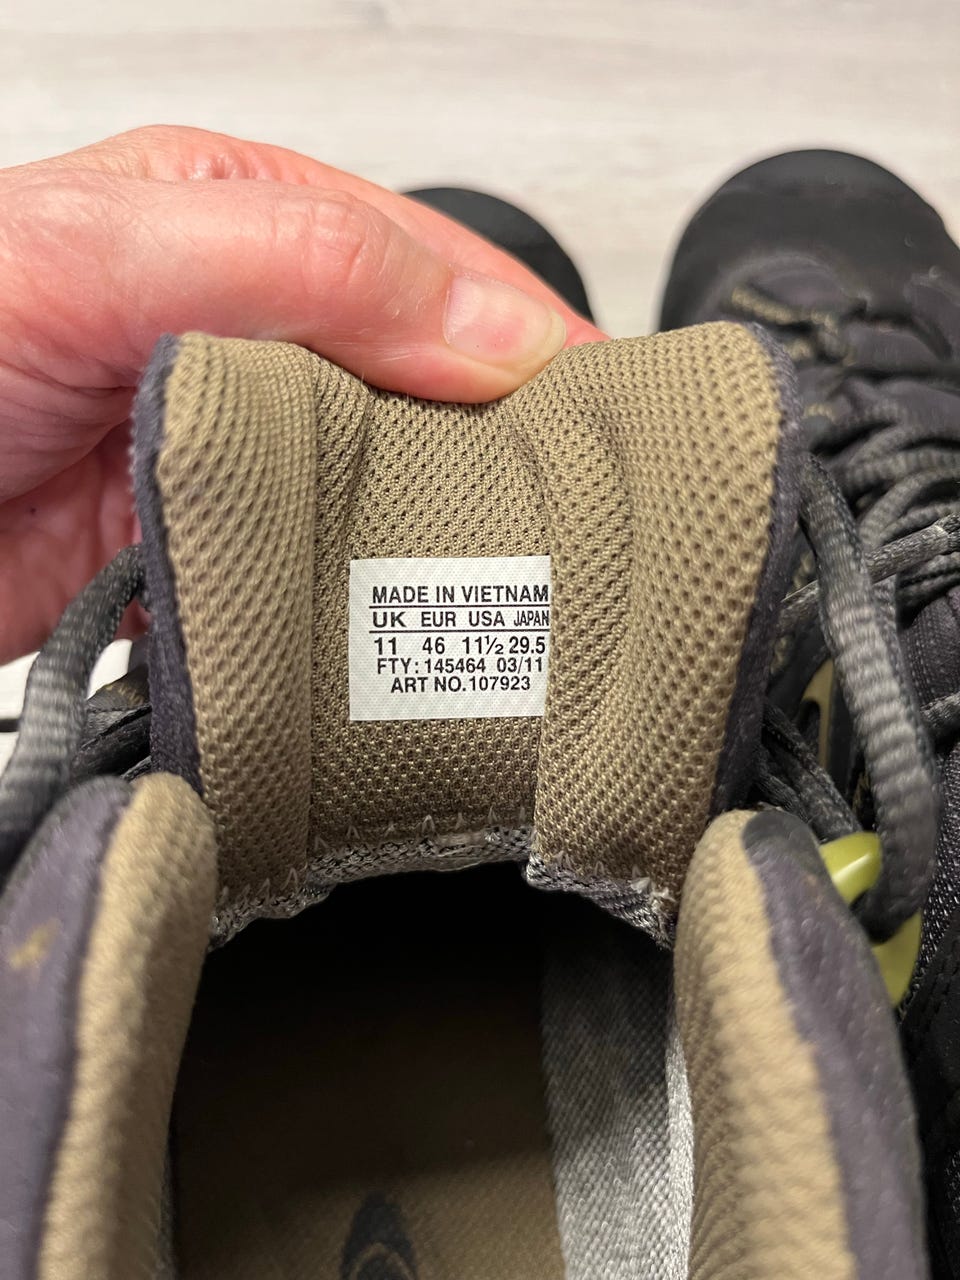 MADE IN VIETNAM
UK EUR USA JAPAN
11 46 11½ 29.5
FTY: 145464 03/11
ART NO.107923